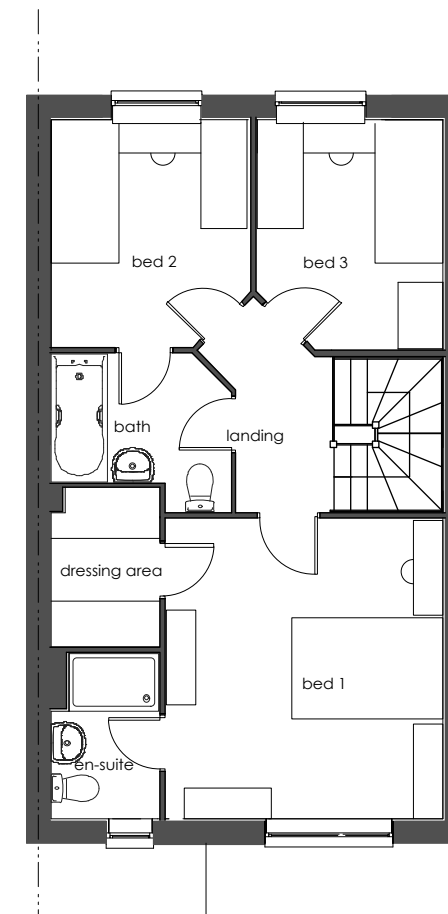 bed 2
bed 3
bath
landing
dressing area
bed 1
en-suite